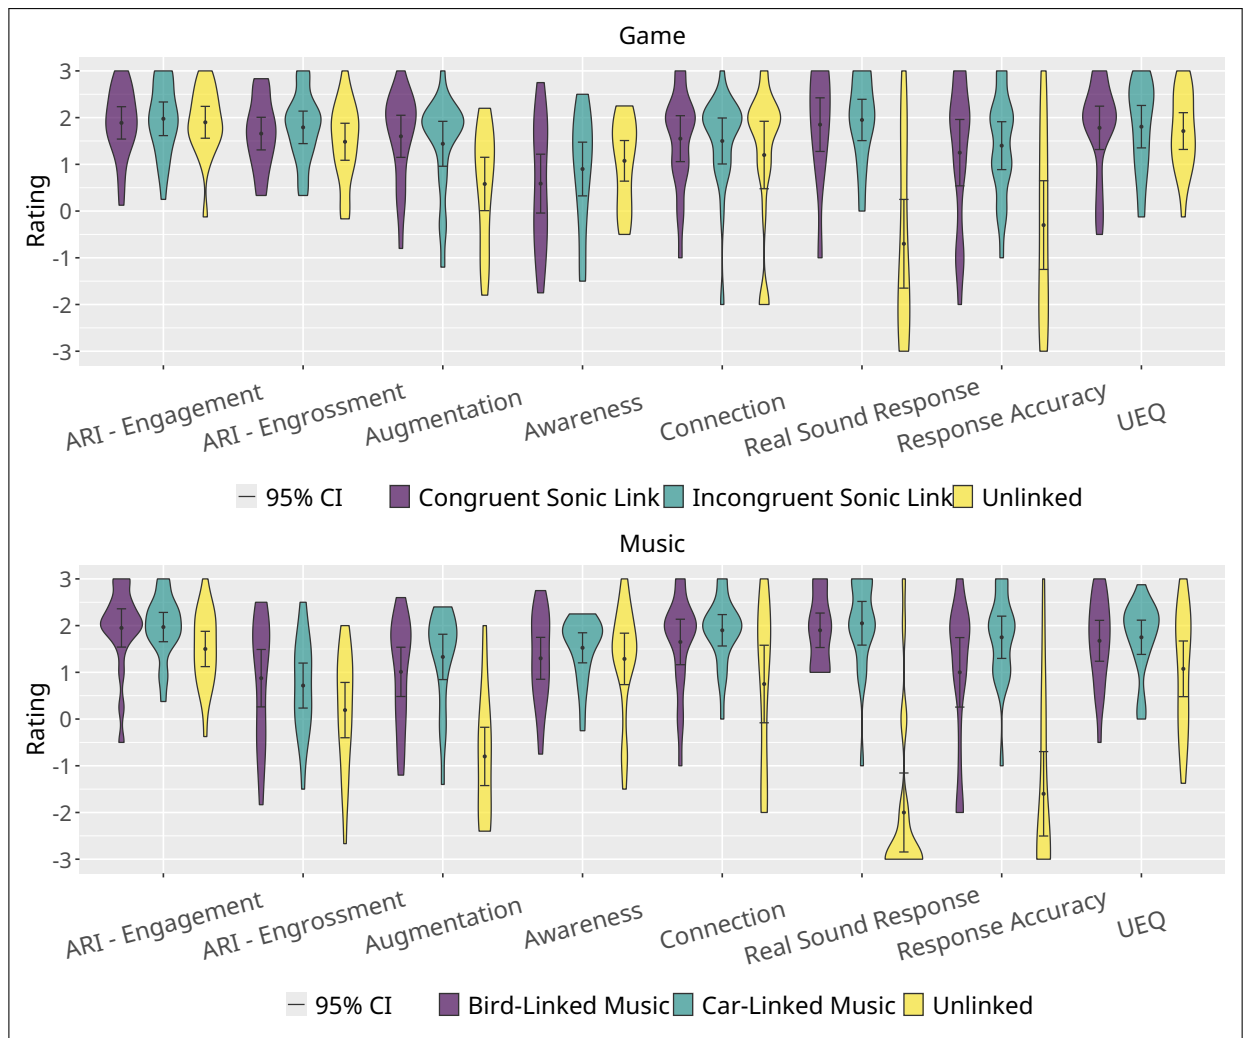 Game
3
2
1
0
-1
-2
-3
Rating
ARI - Engagement
ARI - Engrossment
Augmentation
Awareness
Connection
Real Sound Response
Response Accuracy
UEQ
95% CI Congruent Sonic Link Incongruent Sonic Link Unlinked
Music
3
2
1
0
-1
-2
-3
Rating
ARI - Engagement
ARI - Engrossment
Augmentation
Awareness
Connection
Real Sound Response
Response Accuracy
UEQ
95% CI Bird-Linked Music Car-Linked Music Unlinked